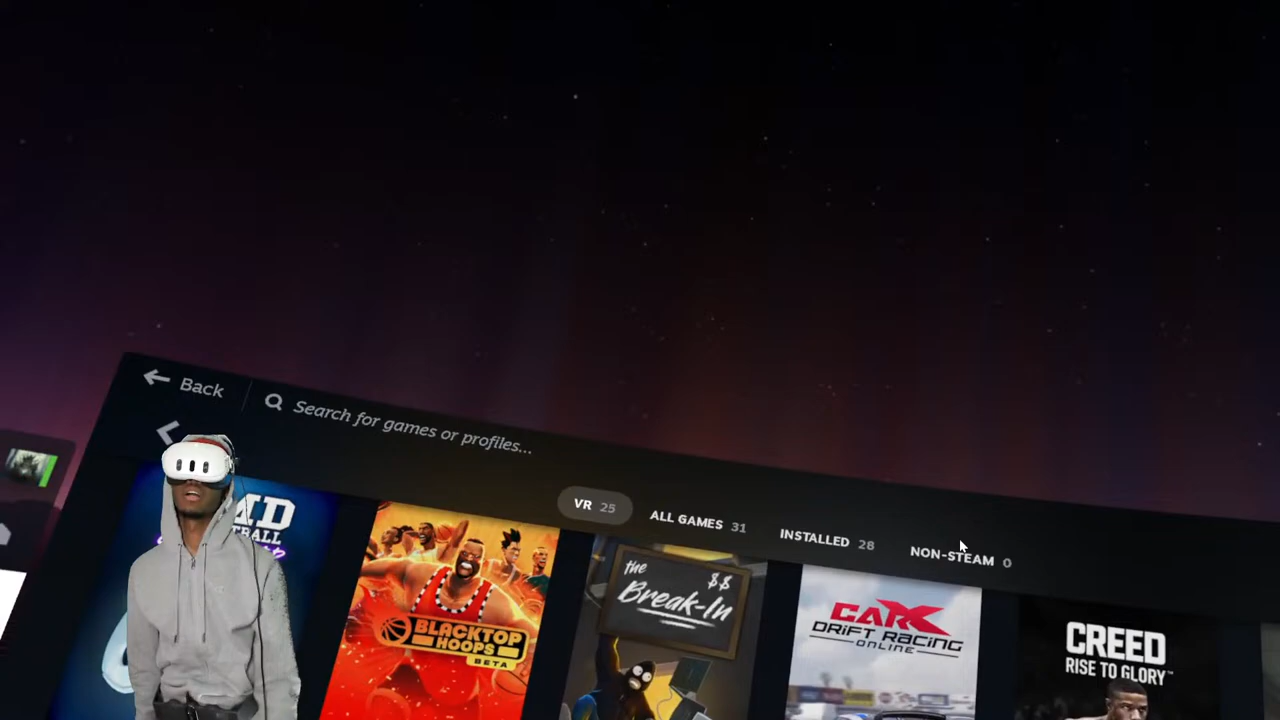 Back
Search for games or profiles...
VR 25
ALL GAMES 31
INSTALLED 28
NON-STEAM 0
BLACKTOP
HOOPS
BETA
the $$
Break-In
CARX
DRIFT RACING
ONLINE
CREED
RISE TO GLORY™